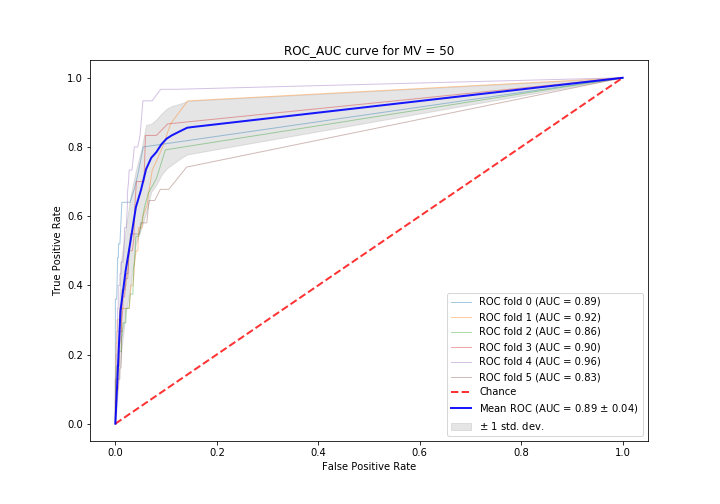 ROC_AUC curve for MV = 50
True Positive Rate
1.0
0.8
0.6
0.4
0.2
0.0
ROC fold 0 (AUC = 0.89)
ROC fold 1 (AUC = 0.92)
ROC fold 2 (AUC = 0.86)
ROC fold 3 (AUC = 0.90)
ROC fold 4 (AUC = 0.96)
ROC fold 5 (AUC = 0.83)
Chance
Mean ROC (AUC = 0.89 ± 0.04)
± 1 std. dev.
0.0 0.2 0.4 0.6 0.8 1.0
False Positive Rate